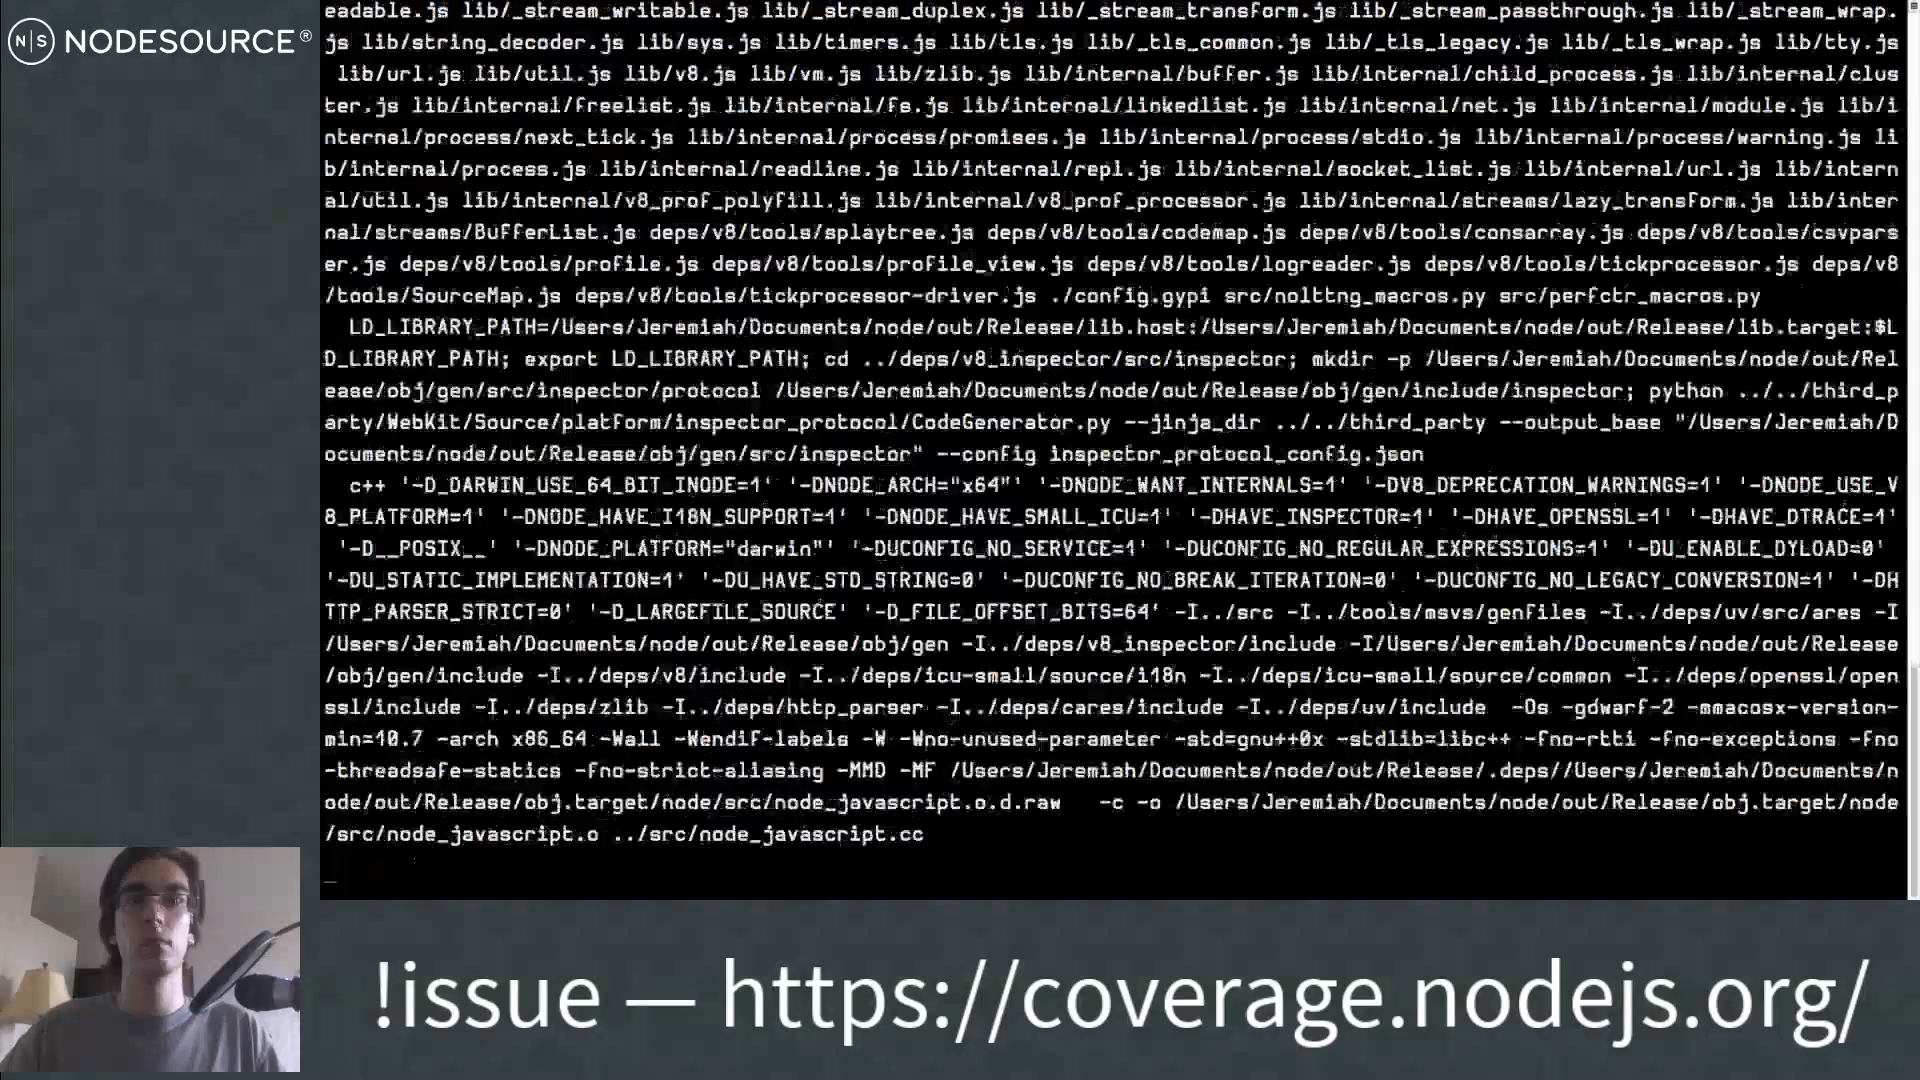 N|S NODESOURCE®
eadable.js lib/_stream_writable.js lib/_stream_duplex.js lib/_stream_transform.js lib/_stream_passthrough.js lib/_stream_wrap.
js lib/string_decoder.js lib/sys.js lib/timers.js lib/tls.js lib/_tls_common.js lib/_tls_legacy.js lib/_tls_wrap.js lib/tty.js
lib/url.js lib/util.js lib/v8.js lib/vm.js lib/zlib.js lib/internal/buffer.js lib/internal/child_process.js lib/internal/clus
ter.js lib/internal/freelist.js lib/internal/fs.js lib/internal/linkedlist.js lib/internal/net.js lib/internal/module.js lib/i
nternal/process/next_tick.js lib/internal/process/promises.js lib/internal/process/stdio.js lib/internal/process/warning.js li
b/internal/process.js lib/internal/readline.js lib/internal/repl.js lib/internal/socket_list.js lib/internal/url.js lib/intern
al/util.js lib/internal/v8_prof_polyfill.js lib/internal/v8_prof_processor.js lib/internal/streams/lazy_transform.js lib/inter
nal/streams/BufferList.js deps/v8/tools/splaytree.js deps/v8/tools/codemap.js deps/v8/tools/consarray.js deps/v8/tools/csvpars
er.js deps/v8/tools/profile.js deps/v8/tools/profile_view.js deps/v8/tools/logreader.js deps/v8/tools/tickprocessor.js deps/v8
/tools/SourceMap.js deps/v8/tools/tickprocessor-driver.js ./config.gypi src/nolttng_macros.py src/perfctr_macros.py
LD_LIBRARY_PATH=/Users/Jeremiah/Documents/node/out/Release/lib.host:/Users/Jeremiah/Documents/node/out/Release/lib.target:$L
D_LIBRARY_PATH; export LD_LIBRARY_PATH; cd ../deps/v8_inspector/src/inspector; mkdir -p /Users/Jeremiah/Documents/node/out/Rel
ease/obj/gen/src/inspector/protocol /Users/Jeremiah/Documents/node/out/Release/obj/gen/include/inspector; python ../../third_p
arty/WebKit/Source/platform/inspector_protocol/CodeGenerator.py --jinja_dir ../../third_party --output_base "/Users/Jeremiah/D
ocuments/node/out/Release/obj/gen/src/inspector" --config inspector_protocol_config.json
c++ '-D_DARWIN_USE_64_BIT_INODE=1' '-DNODE_ARCH="x64"' '-DNODE_WANT_INTERNALS=1' '-DV8_DEPRECATION_WARNINGS=1' '-DNODE_USE_V
8_PLATFORM=1' '-DNODE_HAVE_I18N_SUPPORT=1' '-DNODE_HAVE_SMALL_ICU=1' '-DHAVE_INSPECTOR=1' '-DHAVE_OPENSSL=1' '-DHAVE_DTRACE=1'
'-D__POSIX__' '-DNODE_PLATFORM="darwin"' '-DUCONFIG_NO_SERVICE=1' '-DUCONFIG_NO_REGULAR_EXPRESSIONS=1' '-DU_ENABLE_DYLOAD=0'
'-DU_STATIC_IMPLEMENTATION=1' '-DU_HAVE_STD_STRING=0' '-DUCONFIG_NO_BREAK_ITERATION=0' '-DUCONFIG_NO_LEGACY_CONVERSION=1' '-DH
TTP_PARSER_STRICT=0' '-D_LARGEFILE_SOURCE' '-D_FILE_OFFSET_BITS=64' -I../src -I../tools/msvs/genfiles -I../deps/uv/src/ares -I
/Users/Jeremiah/Documents/node/out/Release/obj/gen -I../deps/v8_inspector/include -I/Users/Jeremiah/Documents/node/out/Release
/obj/gen/include -I../deps/v8/include -I../deps/icu-small/source/i18n -I../deps/icu-small/source/common -I../deps/openssl/open
ssl/include -I../deps/zlib -I../deps/http_parser -I../deps/cares/include -I../deps/uv/include -Os -gdwarf-2 -mmacosx-version-
min=10.7 -arch x86_64 -Wall -Wendif-labels -W -Wno-unused-parameter -std=gnu++0x -stdlib=libc++ -fno-rtti -fno-exceptions -fno
-threadsafe-statics -fno-strict-aliasing -MMD -MF /Users/Jeremiah/Documents/node/out/Release/.deps//Users/Jeremiah/Documents/n
ode/out/Release/obj.target/node/src/node_javascript.o.d.raw -c -o /Users/Jeremiah/Documents/node/out/Release/obj.target/node
/src/node_javascript.o ../src/node_javascript.cc
!issue — https://coverage.nodejs.org/